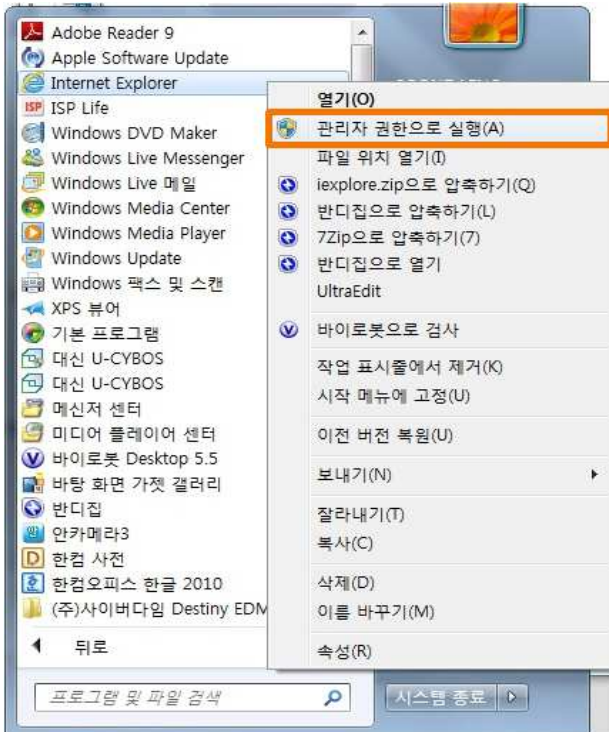 Adobe Reader 9
Apple Software Update
Internet Explorer
ISP Life
Windows DVD Maker
Windows Live Messenger
Windows Live 메일
Windows Media Center
Windows Media Player
Windows Update
Windows 팩스 및 스캔
XPS 뷰어
기본 프로그램
대신 U-CYBOS
대신 U-CYBOS
메신저 센터
미디어 플레이어 센터
바이로봇 Desktop 5.5
바탕 화면 가젯 갤러리
반디집
안카메라3
한컴 사전
한컴오피스 한글 2010
(주)사이버다임 Destiny EDM
뒤로
프로그램 및 파일 검색
열기(O)
관리자 권한으로 실행(A)
파일 위치 열기(I)
iexplore.zip으로 압축하기(Q)
반디집으로 압축하기(L)
7Zip으로 압축하기(7)
반디집으로 열기
UltraEdit
바이로봇으로 검사
작업 표시줄에서 제거(K)
시작 메뉴에 고정(U)
이전 버전 복원(U)
보내기(N)
잘라내기(T)
복사(C)
삭제(D)
이름 바꾸기(M)
속성(R)
시스템 종료